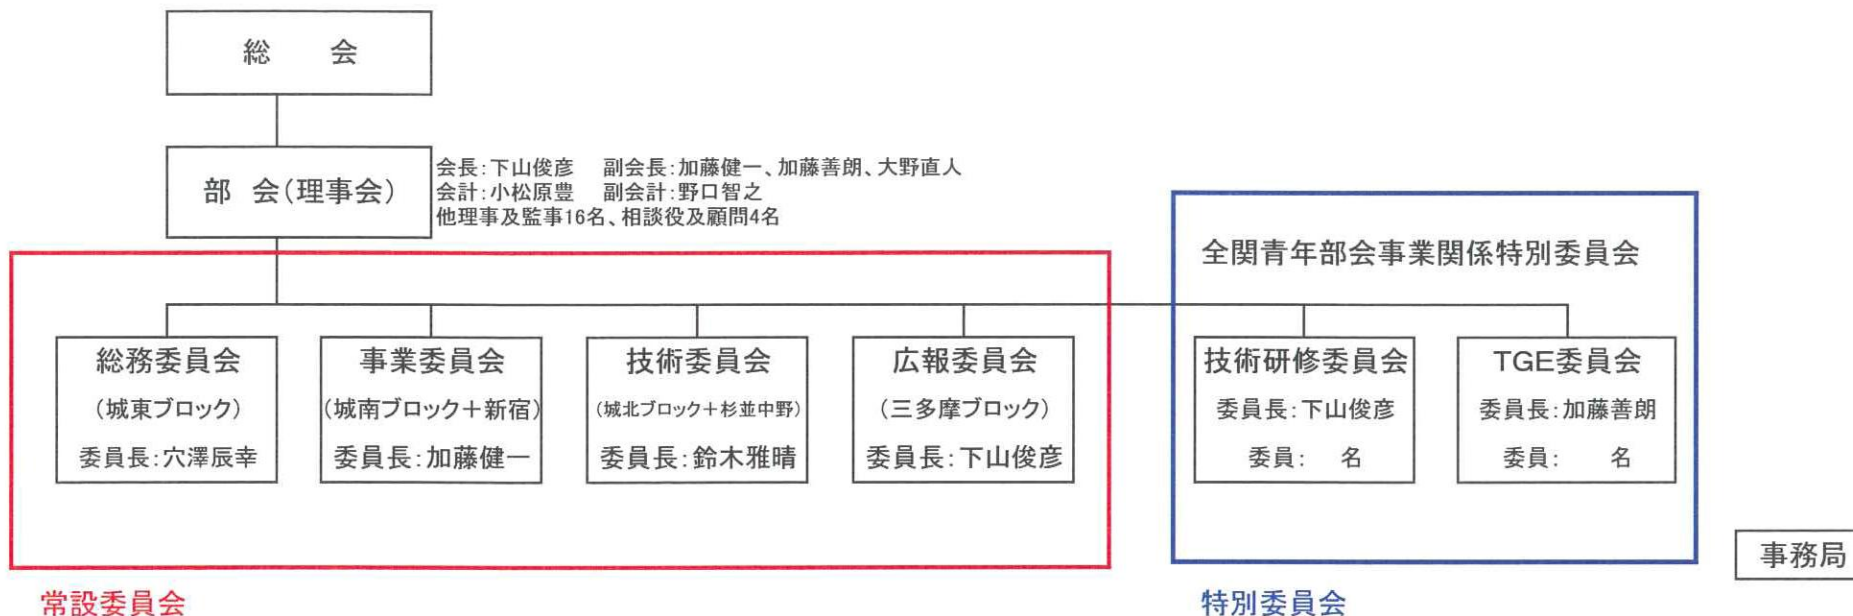 総　会
部 会(理事会)
会長:下山俊彦　副会長:加藤健一、加藤善朗、大野直人
会計:小松原豊　副会計:野口智之
他理事及監事16名、相談役及顧問4名
全関青年部会事業関係特別委員会
総務委員会
(城東ブロック)
委員長:穴澤辰幸
事業委員会
(城南ブロック＋新宿)
委員長:加藤健一
技術委員会
(城北ブロック＋杉並中野)
委員長:鈴木雅晴
広報委員会
(三多摩ブロック)
委員長:下山俊彦
技術研修委員会
委員長:下山俊彦
委員:　名
TGE委員会
委員長:加藤善朗
委員:　名
事務局
常設委員会
特別委員会